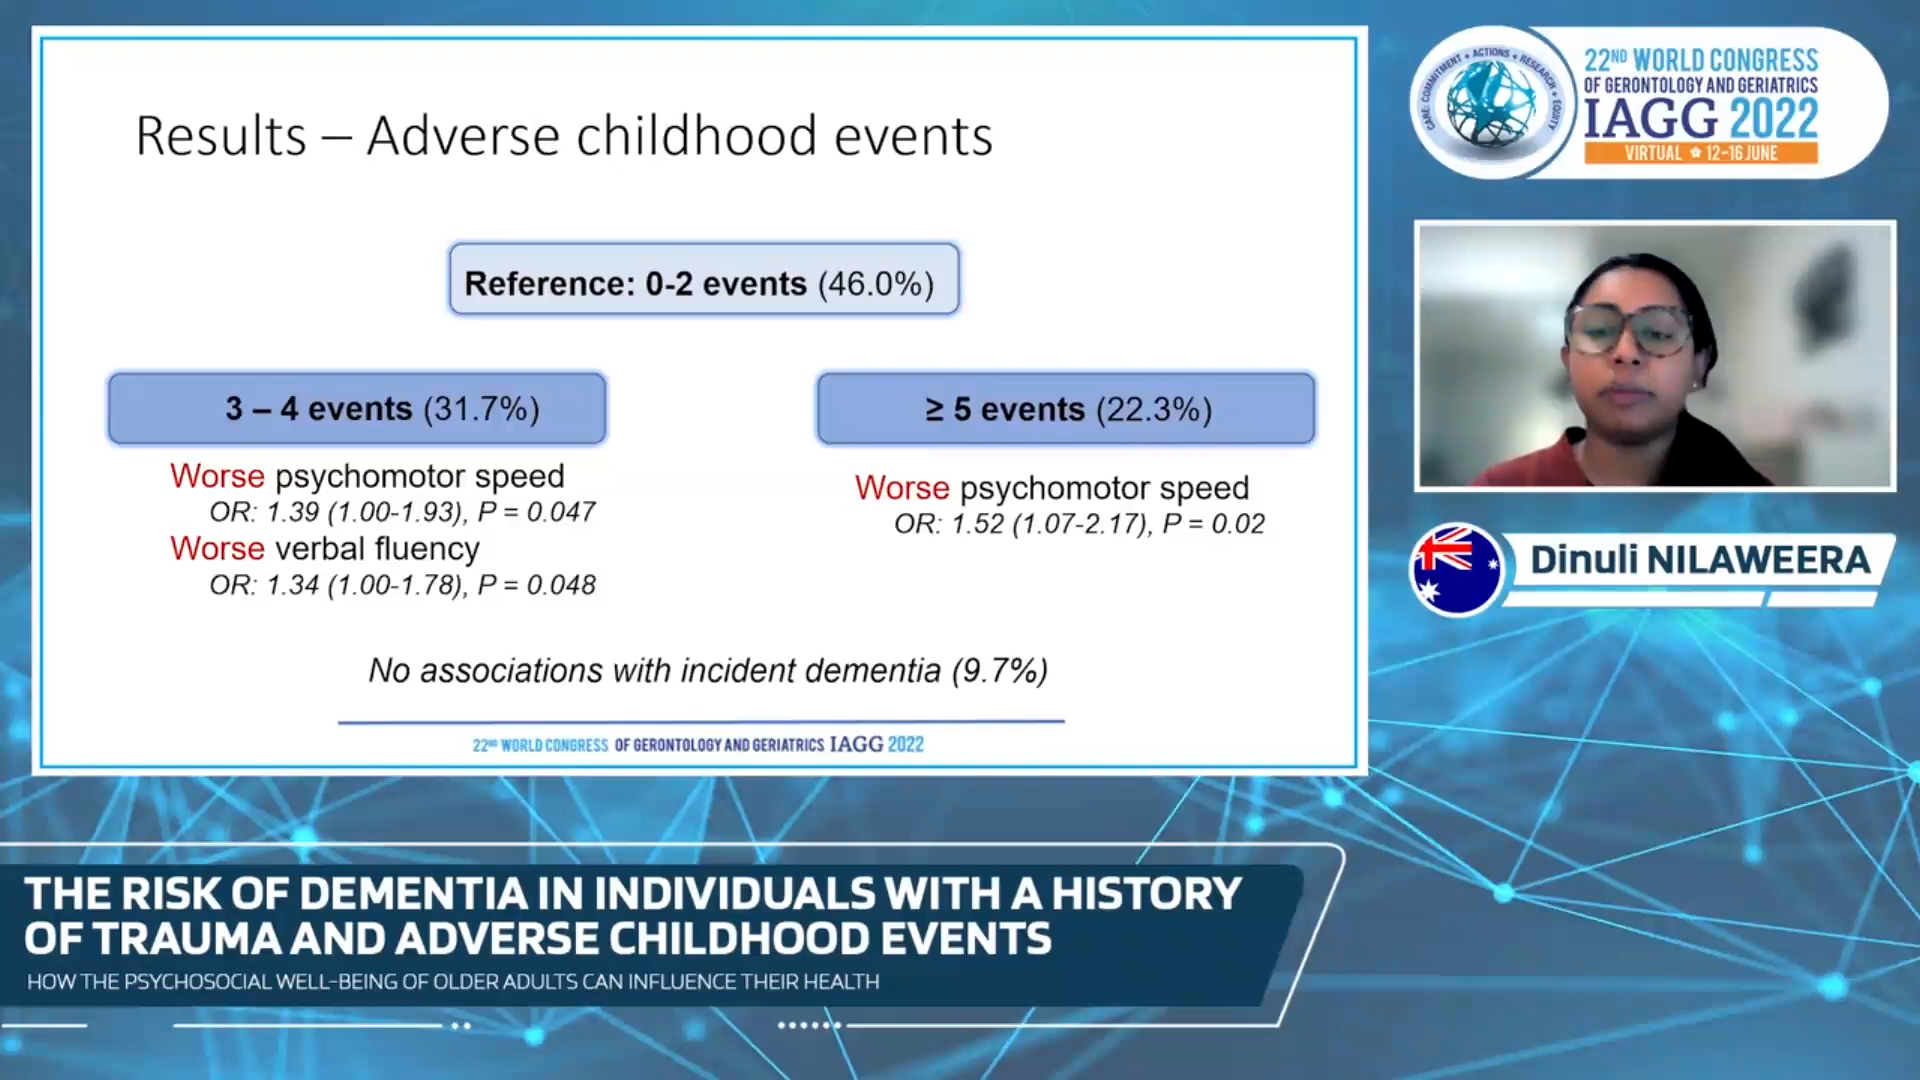 Results – Adverse childhood events
Reference: 0-2 events (46.0%)
3 – 4 events (31.7%)
Worse psychomotor speed
OR: 1.39 (1.00-1.93), P = 0.047
Worse verbal fluency
OR: 1.34 (1.00-1.78), P = 0.048
≥ 5 events (22.3%)
Worse psychomotor speed
OR: 1.52 (1.07-2.17), P = 0.02
No associations with incident dementia (9.7%)
22ND WORLD CONGRESS OF GERONTOLOGY AND GERIATRICS IAGG 2022
CARE: COMMITMENT + ACTIONS + RESEARCH + EQUITY
22ND WORLD CONGRESS
OF GERONTOLOGY AND GERIATRICS
IAGG 2022
VIRTUAL 12-16 JUNE
Dinuli NILAWEERA
THE RISK OF DEMENTIA IN INDIVIDUALS WITH A HISTORY
OF TRAUMA AND ADVERSE CHILDHOOD EVENTS
HOW THE PSYCHOSOCIAL WELL-BEING OF OLDER ADULTS CAN INFLUENCE THEIR HEALTH